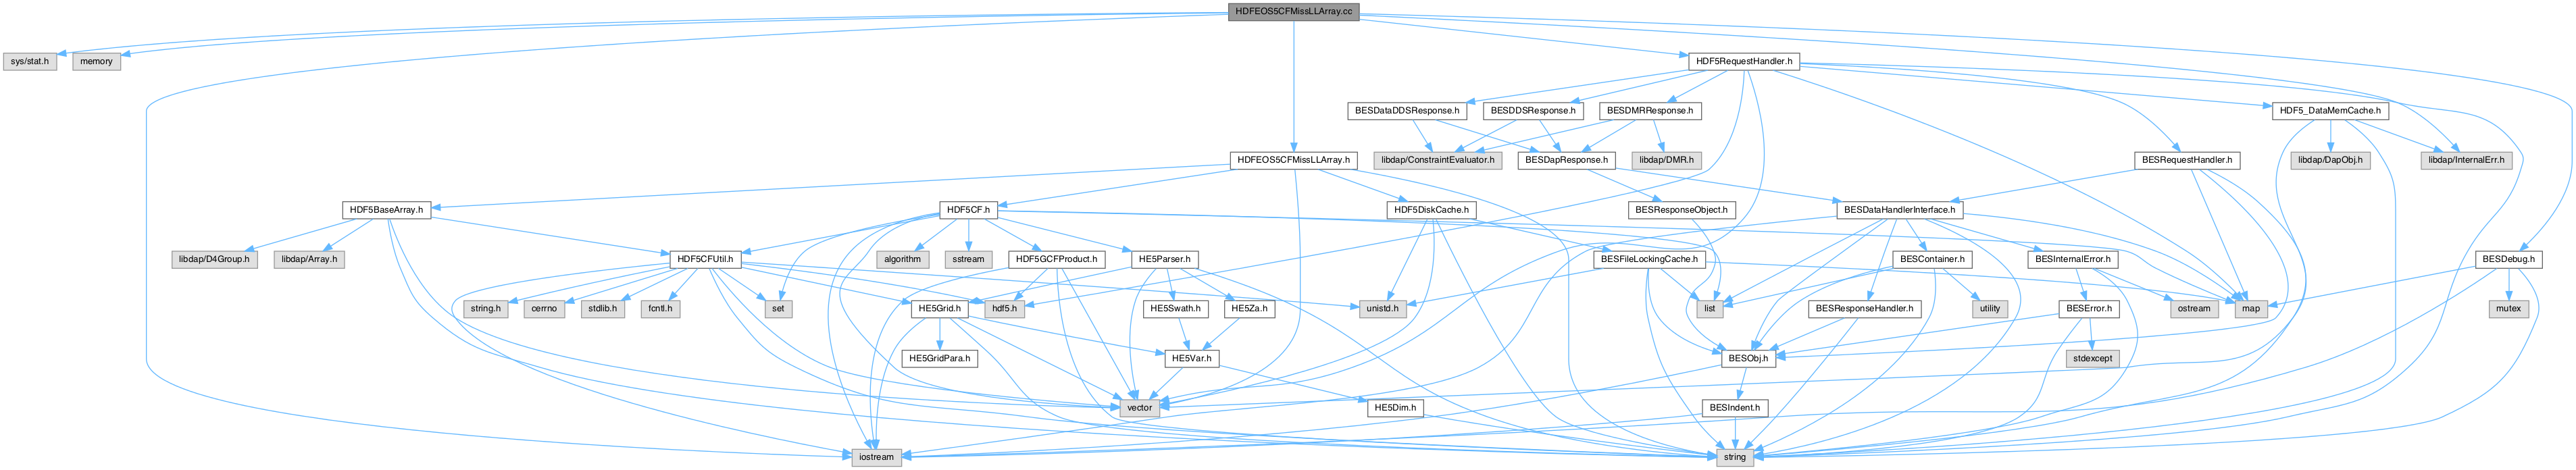 HDFEOS5CFMissLLArray.cc
sys/stat.h
memory
HDF5RequestHandler.h
BESDataDDSResponse.h
BESDDSResponse.h
BESDMRResponse.h
HDF5_DataMemCache.h
HDFEOS5CFMissLLArray.h
libdap/ConstraintEvaluator.h
BESDapResponse.h
libdap/DMR.h
BESRequestHandler.h
libdap/DapObj.h
libdap/InternalErr.h
HDF5BaseArray.h
HDF5CF.h
HDF5DiskCache.h
BESResponseObject.h
BESDataHandlerInterface.h
libdap/D4Group.h
libdap/Array.h
HDF5CFUtil.h
algorithm
sstream
HDF5GCFProduct.h
HE5Parser.h
BESFileLockingCache.h
BESContainer.h
BESInternalError.h
BESDebug.h
string.h
cerrno
stdlib.h
fcntl.h
set
HE5Grid.h
hdf5.h
HE5Swath.h
HE5Za.h
unistd.h
list
BESResponseHandler.h
utility
BESError.h
ostream
map
mutex
HE5GridPara.h
HE5Var.h
BESObj.h
stdexcept
vector
HE5Dim.h
BESIndent.h
iostream
string